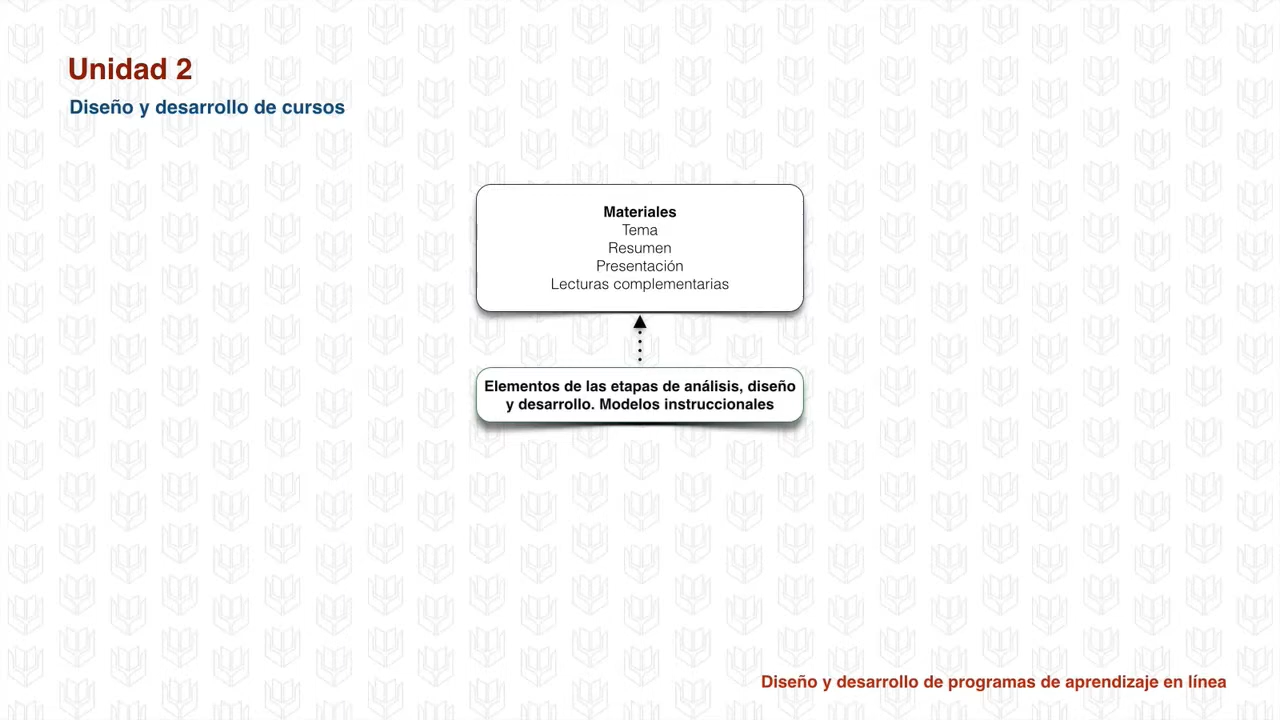 Unidad 2
Diseño y desarrollo de cursos
Materiales
Tema
Resumen
Presentación
Lecturas complementarias
Elementos de las etapas de análisis, diseño
y desarrollo. Modelos instruccionales
Diseño y desarrollo de programas de aprendizaje en línea